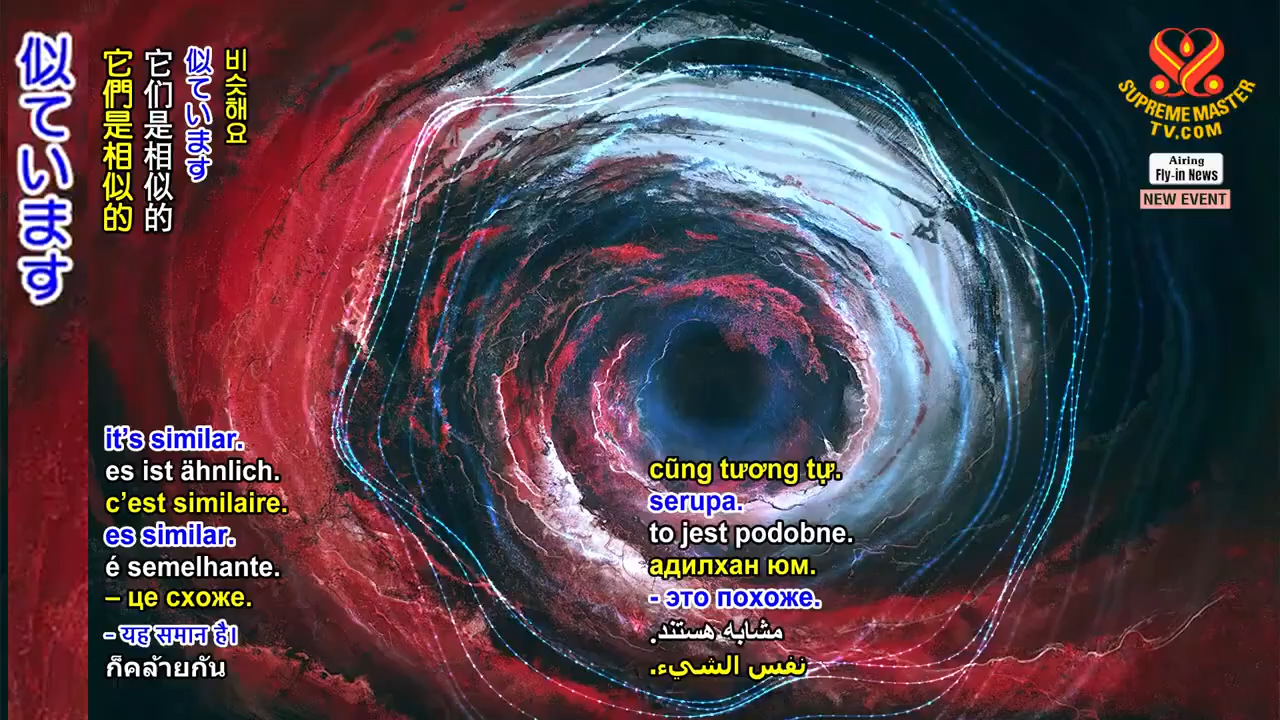 似ています
它們是相似的
它们是相似的
似ています
비슷해요
SUPREME MASTER
TV.COM
Airing
Fly-in News
NEW EVENT
it's similar.
es ist ähnlich.
c'est similaire.
es similar.
é semelhante.
– це схоже.
- यह समान है।
ก็คล้ายกัน
cũng tương tự.
serupa.
to jest podobne.
адилхан юм.
- это похоже.
مشابه هستند.
نفس الشيء.